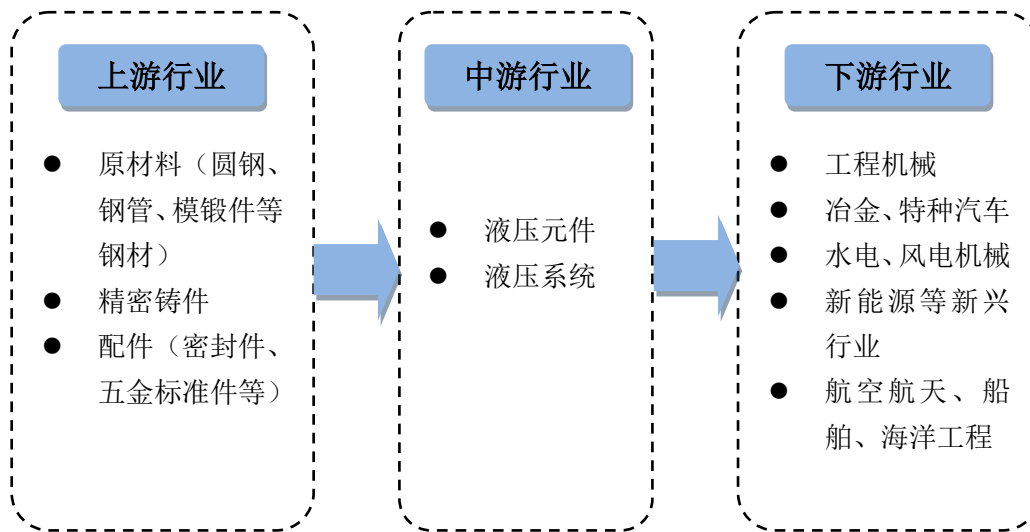 上游行业
● 原材料（圆钢、
钢管、模锻件等
钢材）
● 精密铸件
● 配件（密封件、
五金标准件等）
中游行业
● 液压元件
● 液压系统
下游行业
● 工程机械
● 冶金、特种汽车
● 水电、风电机械
● 新能源等新兴
行业
● 航空航天、船
舶、海洋工程